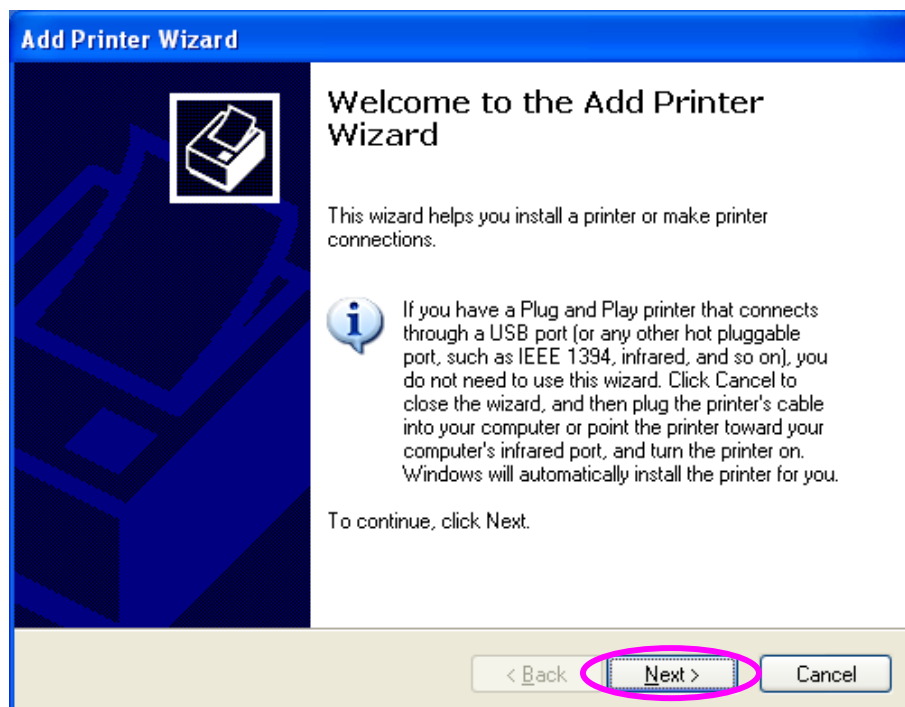 Add Printer Wizard
Welcome to the Add Printer
Wizard
This wizard helps you install a printer or make printer
connections.
If you have a Plug and Play printer that connects
through a USB port (or any other hot pluggable
port, such as IEEE 1394, infrared, and so on), you
do not need to use this wizard. Click Cancel to
close the wizard, and then plug the printer's cable
into your computer or point the printer toward your
computer's infrared port, and turn the printer on.
Windows will automatically install the printer for you.
To continue, click Next.
< Back Next > Cancel